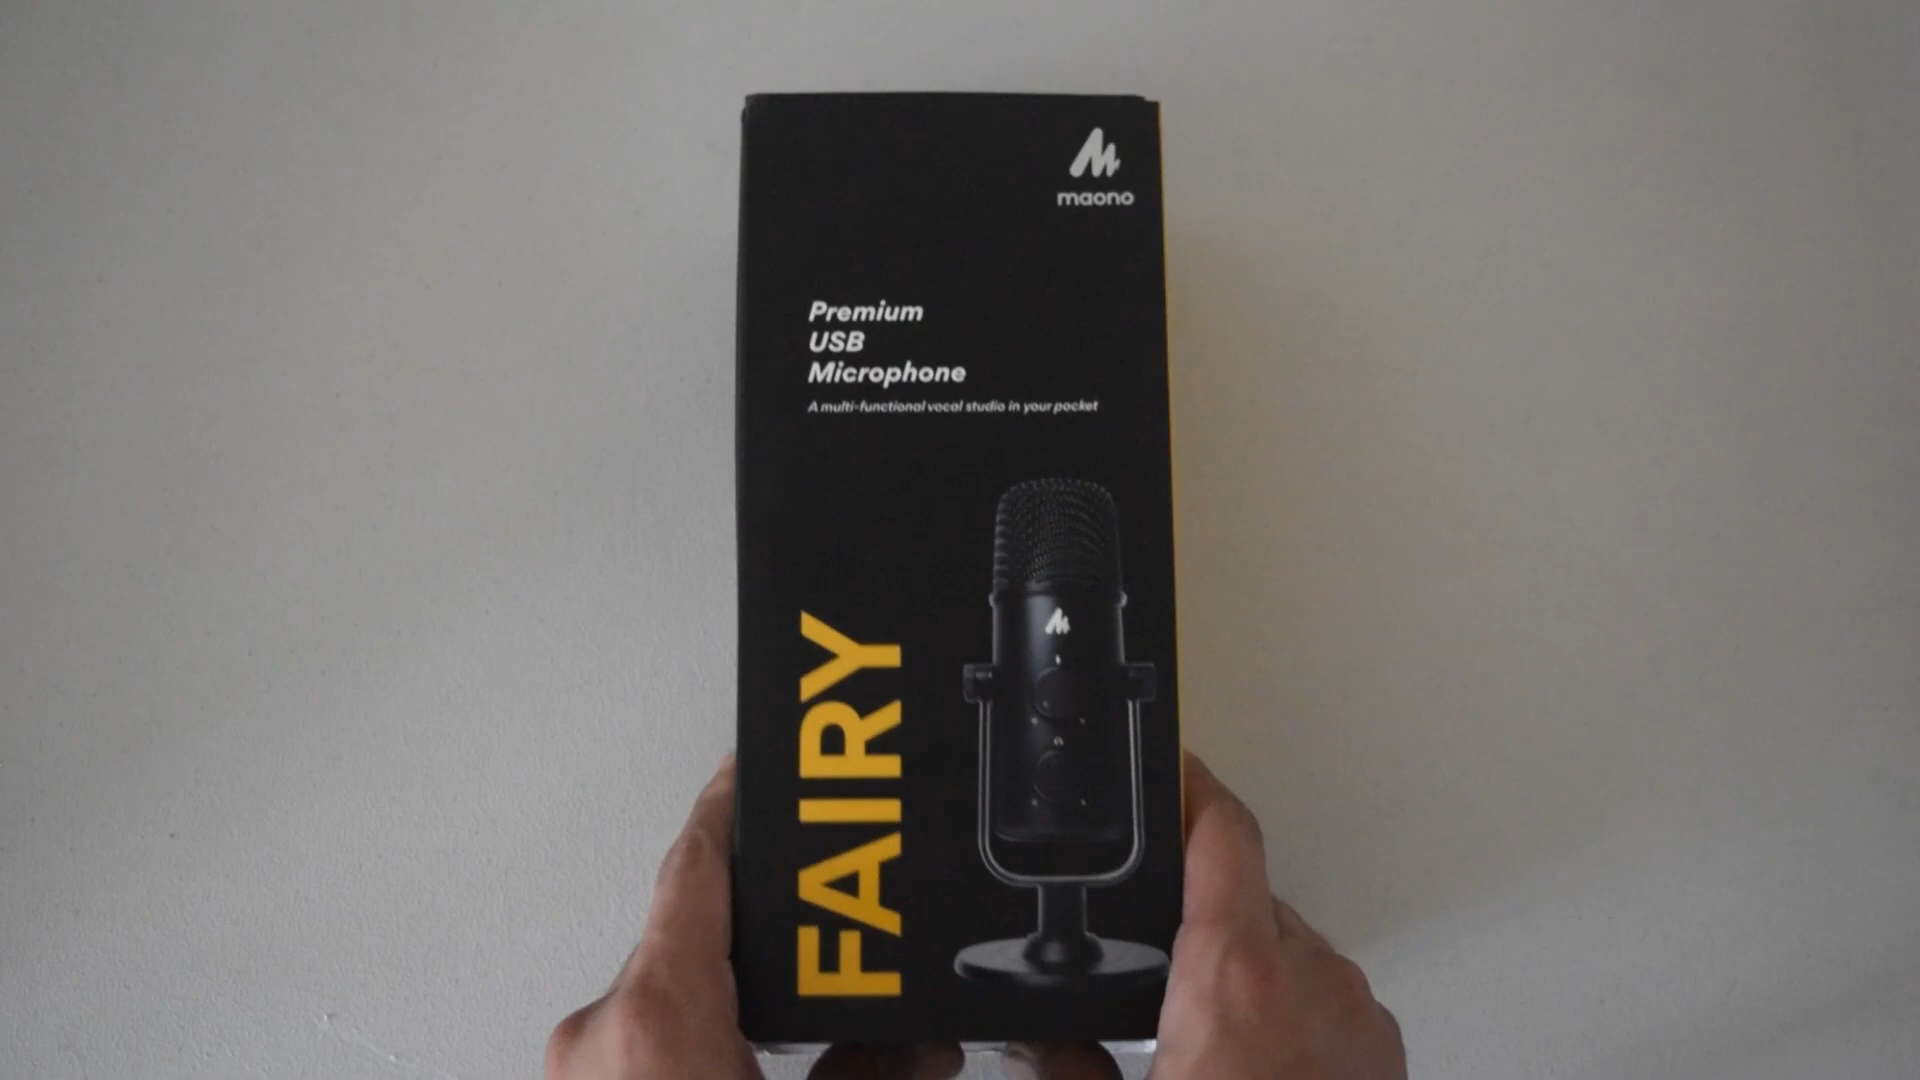 maono
Premium
USB
Microphone
A multi-functional vocal studio in your pocket
FAIRY